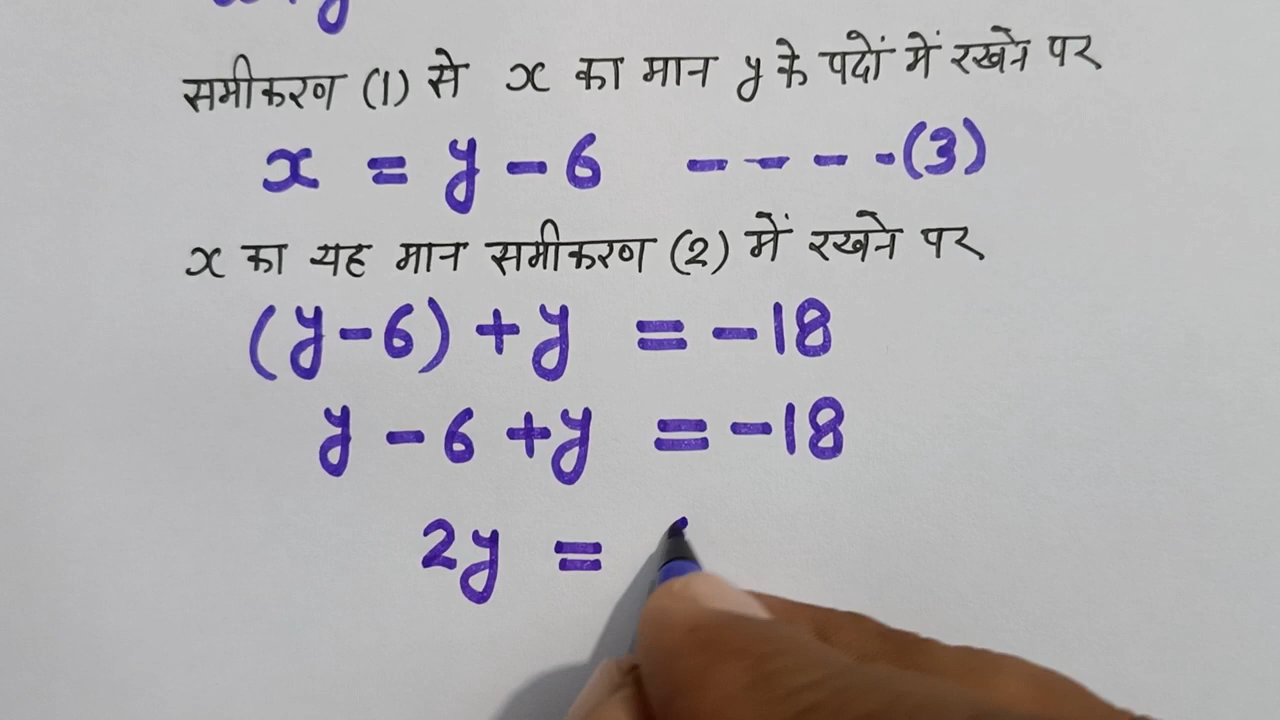 समीकरण (1) से x का मान y के पदों में रखने पर
x = y - 6 - - - - (3)
x का यह मान समीकरण (2) में रखने पर
(y-6) + y = -18
y - 6 + y = -18
2y =